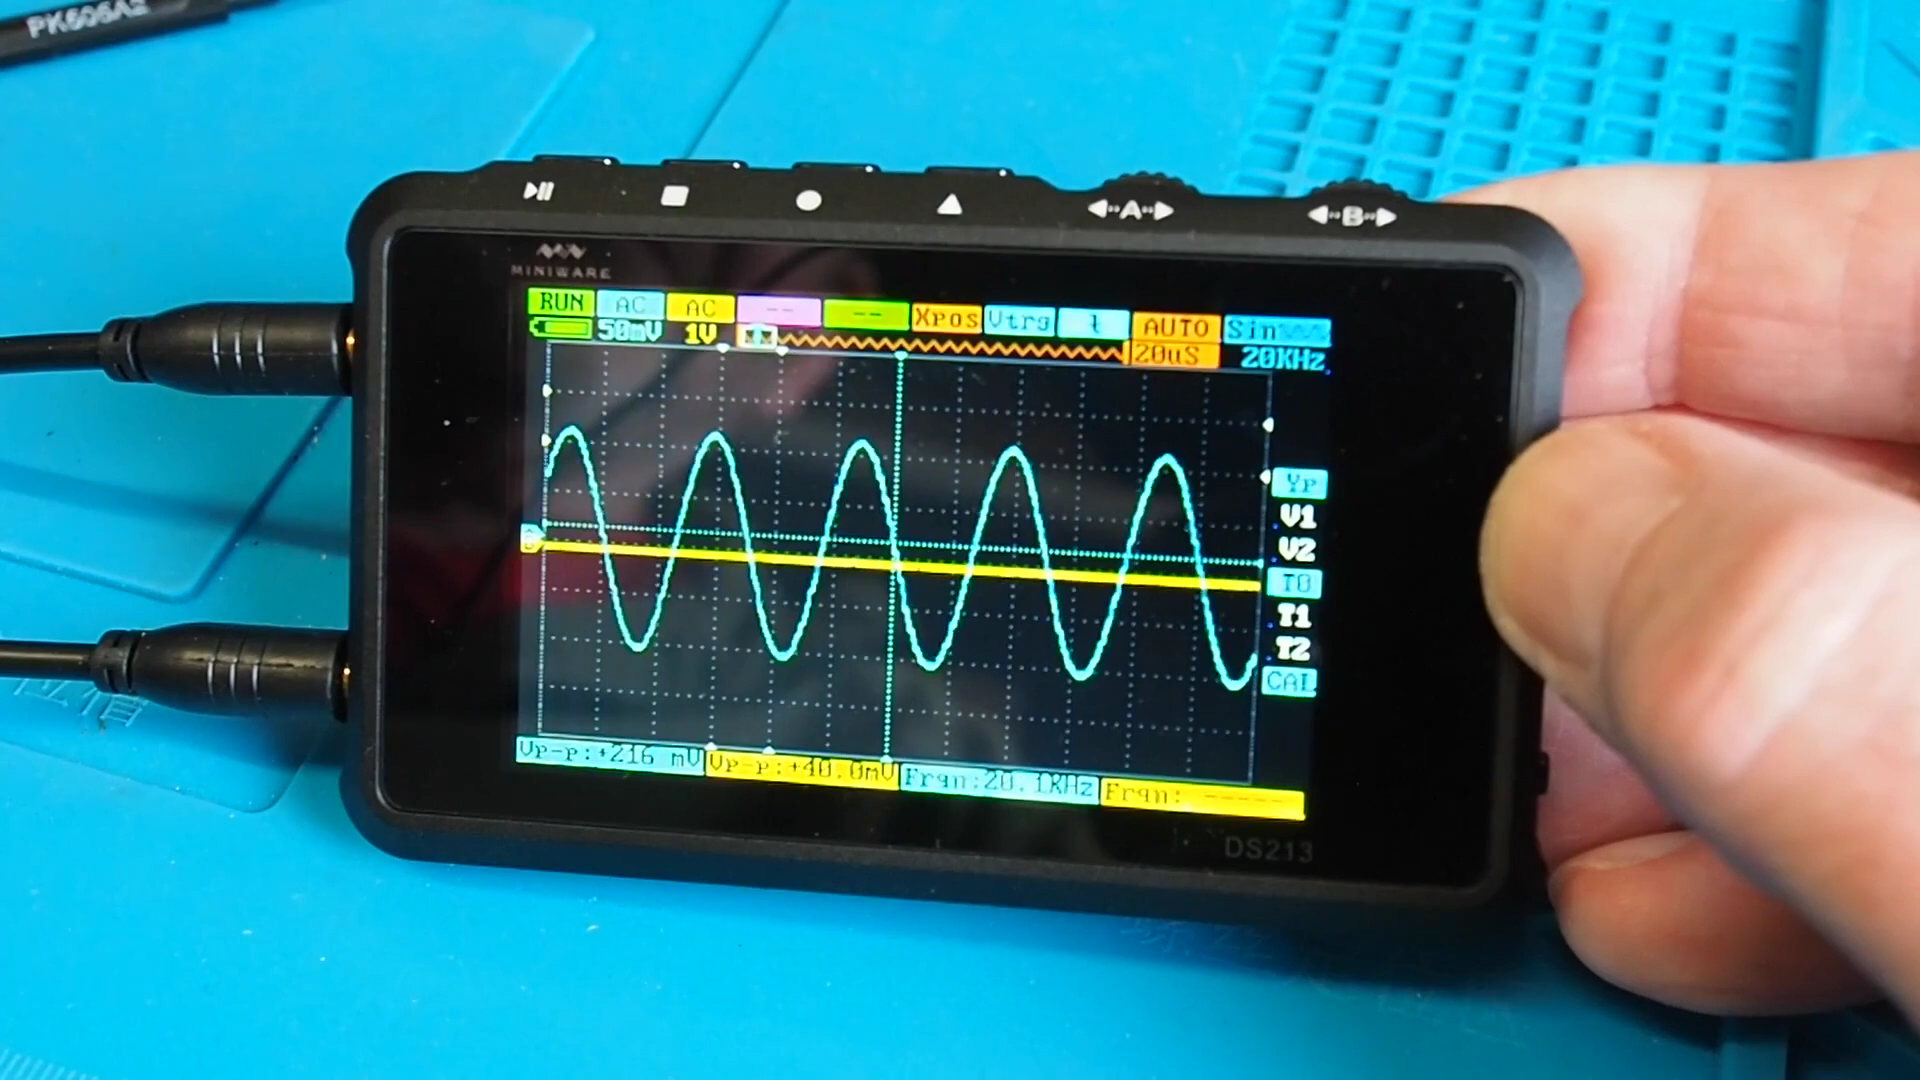 PK606A2
A
B
MINIWARE
RUN AC AC -- -- Xpos Vtrg AUTO Sin
50mV 1V 20uS 20KHz
Yp
V1
V2
T0
T1
T2
CAL
Vp-p:+216 mV Vp-p:+40.0mV Frqn:20.1KHz Frqn: -----
DS213